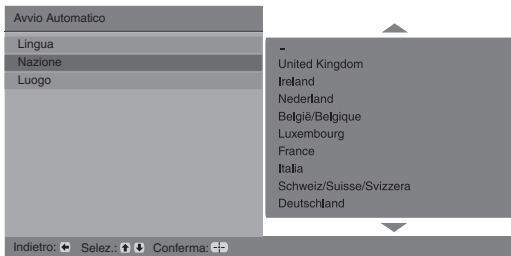 Avvio Automatico
Lingua
Nazione
Luogo
-
United Kingdom
Ireland
Nederland
België/Belgique
Luxembourg
France
Italia
Schweiz/Suisse/Svizzera
Deutschland
Indietro: Selez.: Conferma: